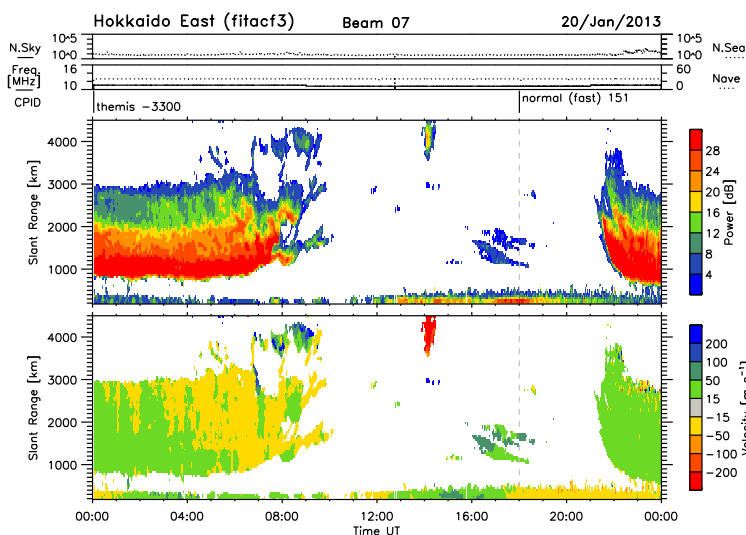 Hokkaido East (fitacf3) Beam 07 20/Jan/2013
N.Sky 10^5 10^0 10^5 10^0 N.Sea
Freq. [MHz] 16 10 60 0 Nave
CPID themis -3300 normal (fast) 151
Slant Range [km] 4000 3000 2000 1000
28 24 20 16 12 8 4 Power [dB]
Slant Range [km] 4000 3000 2000 1000
200 100 50 15 -15 -50 -100 -200 Velocity [m s^-1]
00:00 04:00 08:00 12:00 16:00 20:00 00:00
Time UT